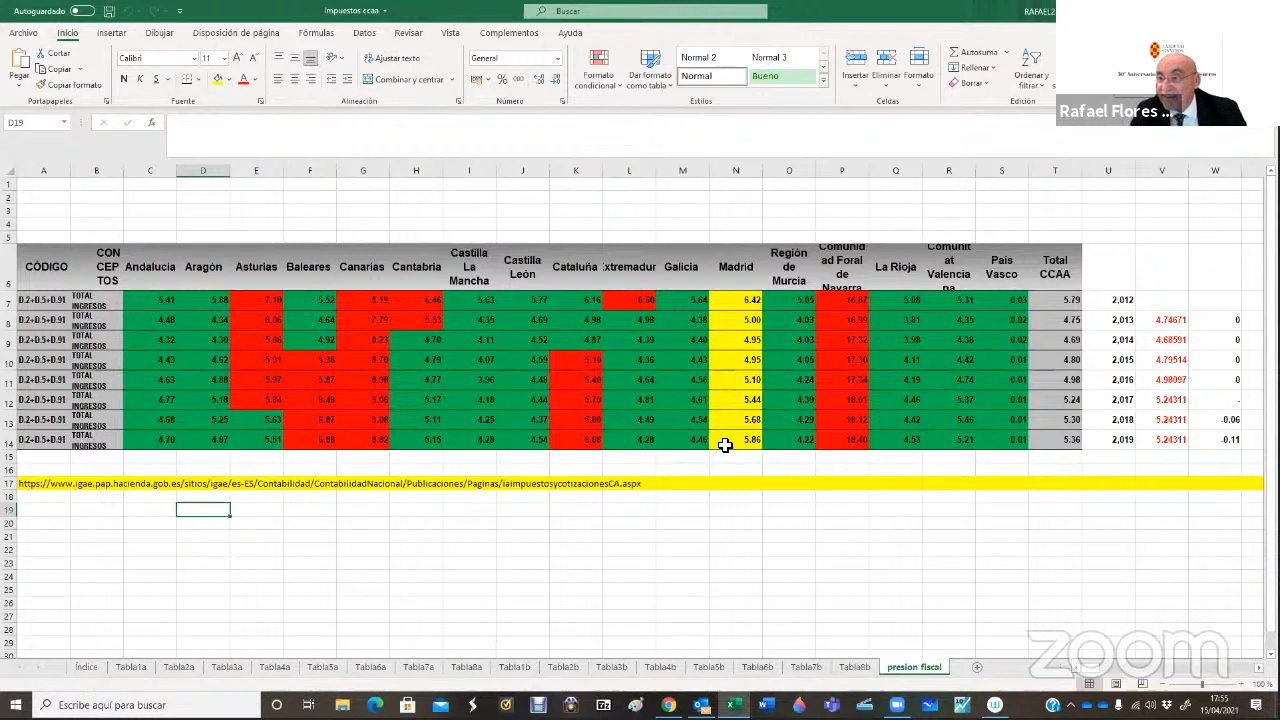 Autoguardado
Impuestos ccaa
Buscar
RAFAEL2
Archivo Inicio Insertar Disposición de página Fórmulas Datos Revisar Vista Complementos Ayuda
Pegar
Cortar
Copiar
Copiar formato
Portapapeles
Calibri 11
N K S
Fuente
Ajustar texto
Combinar y centrar
Alineación
General
Número
Formato condicional
Dar formato como tabla
Normal 2 Normal 3
Normal Bueno
Estilos
Insertar Eliminar Formato
Celdas
Autosuma
Rellenar
Borrar
Ordenar y filtrar
Edición
Rafael Flores ...
D19
fx
A B C D E F G H I J K L M N O P Q R S T U V W
CÓDIGO CONCEPTOS Andalucía Aragón Asturias Baleares Canarias Cantabria Castilla La Mancha Castilla León Cataluña Extremadur Galicia Madrid Región de Murcia Comunidad Foral de Navarra La Rioja Comunitat Valenciana País Vasco Total CCAA
7 D.2+D.5+D.91 TOTAL INGRESOS 5.41 5.88 7.10 5.52 8.19 6.46 5.63 5.77 6.16 6.60 5.64 6.42 5.05 16.87 5.08 5.31 0.03 5.79 2,012
8 D.2+D.5+D.91 TOTAL INGRESOS 4.48 4.34 6.06 4.64 7.79 5.53 4.35 4.69 4.98 4.98 4.38 5.00 4.03 16.99 3.81 4.35 0.02 4.75 2,013 4.74671 0
9 D.2+D.5+D.91 TOTAL INGRESOS 4.32 4.30 5.86 4.92 8.23 4.70 4.11 4.52 4.87 4.39 4.40 4.95 4.03 17.32 3.98 4.38 0.02 4.69 2,014 4.68591 0
10 D.2+D.5+D.91 TOTAL INGRESOS 4.43 4.62 5.91 5.38 8.70 4.60 4.07 4.59 5.10 4.36 4.43 4.95 4.05 17.30 4.11 4.42 0.01 4.80 2,015 4.79514 0
11 D.2+D.5+D.91 TOTAL INGRESOS 4.63 4.88 5.97 5.87 8.98 4.77 3.96 4.48 5.40 4.64 4.56 5.10 4.24 17.34 4.19 4.74 0.01 4.98 2,016 4.98097 0
12 D.2+D.5+D.91 TOTAL INGRESOS 4.77 5.18 5.84 6.48 9.06 5.17 4.18 4.44 5.70 4.81 4.61 5.44 4.39 18.01 4.46 5.37 0.01 5.24 2,017 5.24311 -
13 D.2+D.5+D.91 TOTAL INGRESOS 4.68 5.25 5.63 6.87 9.08 5.11 4.25 4.37 5.80 4.49 4.54 5.68 4.29 18.12 4.42 5.46 0.01 5.30 2,018 5.24311 -0.06
14 D.2+D.5+D.91 TOTAL INGRESOS 4.70 4.87 5.51 6.88 8.82 5.15 4.28 4.54 6.06 4.28 4.46 5.86 4.22 18.40 4.53 5.21 0.01 5.36 2,019 5.24311 -0.11
https://www.igae.pap.hacienda.gob.es/sitios/igae/es-ES/Contabilidad/ContabilidadNacional/Publicaciones/Paginas/iaimpuestosycotizacionesCA.aspx
zoom
Índice Tabla1a Tabla2a Tabla3a Tabla4a Tabla5a Tabla6a Tabla7a Tabla8a Tabla1b Tabla2b Tabla3b Tabla4b Tabla5b Tabla6b Tabla7b Tabla8b presion fiscal
100 %
Escribe aquí para buscar
17:55
15/04/2021